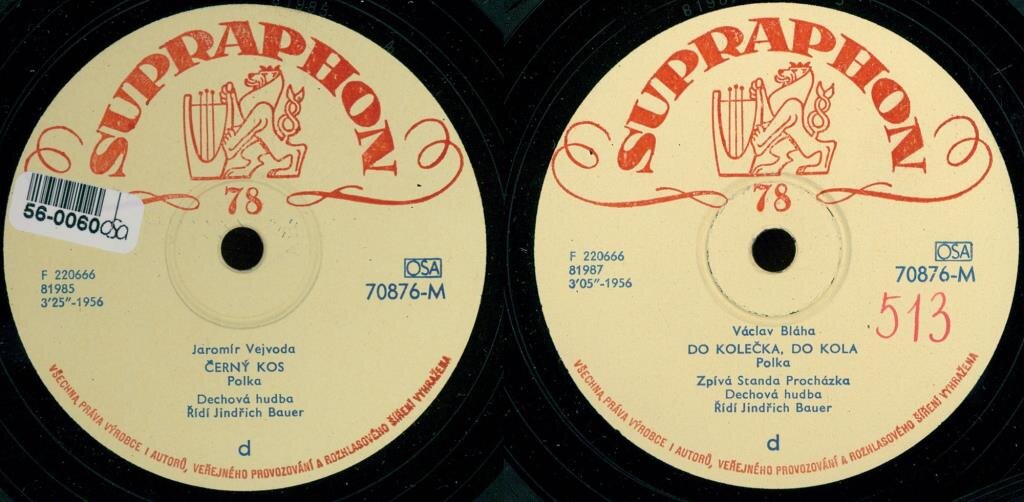 81984
SUPRAPHON
78
56-0060
F 220666
81985
3'25"-1956
OSA
70876-M
Jaromír Vejvoda
ČERNÝ KOS
Polka
Dechová hudba
Řídí Jindřich Bauer
d
VŠECHNA PRÁVA VÝROBCE I AUTORŮ, VEŘEJNÉHO PROVOZOVÁNÍ A ROZHLASOVÉHO ŠÍŘENÍ VYHRAŽENA
SUPRAPHON
78
F 220666
81987
3'05"-1956
OSA
70876-M
513
Václav Bláha
DO KOLEČKA, DO KOLA
Polka
Zpívá Standa Procházka
Dechová hudba
Řídí Jindřich Bauer
d
VŠECHNA PRÁVA VÝROBCE I AUTORŮ, VEŘEJNÉHO PROVOZOVÁNÍ A ROZHLASOVÉHO ŠÍŘENÍ VYHRAŽENA